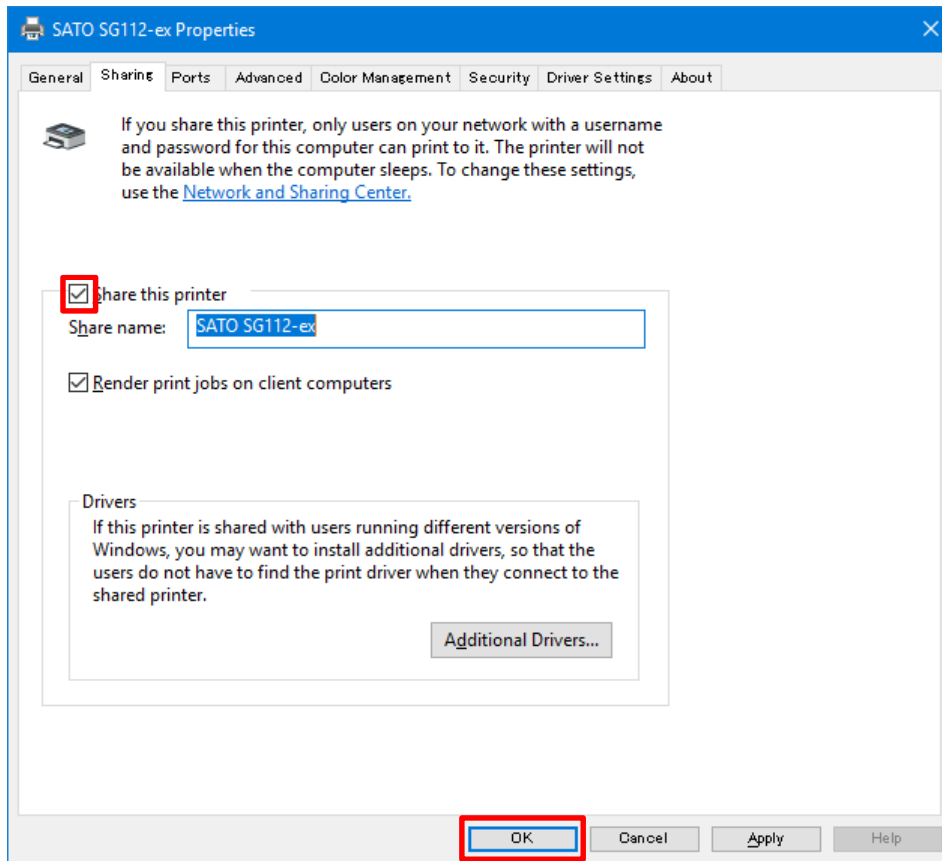 SATO SG112-ex Properties
General Sharing Ports Advanced Color Management Security Driver Settings About
If you share this printer, only users on your network with a username
and password for this computer can print to it. The printer will not
be available when the computer sleeps. To change these settings,
use the Network and Sharing Center.
Share this printer
Share name: SATO SG112-ex
Render print jobs on client computers
Drivers
If this printer is shared with users running different versions of
Windows, you may want to install additional drivers, so that the
users do not have to find the print driver when they connect to the
shared printer.
Additional Drivers...
OK Cancel Apply Help